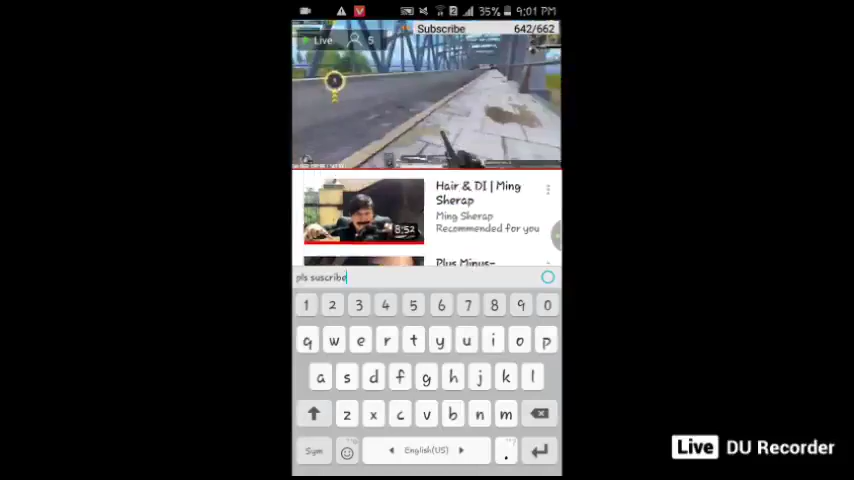 35% 9:01 PM
Subscribe 642/662
Live 5
Hair & DI | Ming
Sherap
Ming Sherap
Recommended for you
8:52
Plus Minus-
pls suscribe
1 2 3 4 5 6 7 8 9 0
q w e r t y u i o p
a s d f g h j k l
z x c v b n m
Sym English(US) .
Live DU Recorder